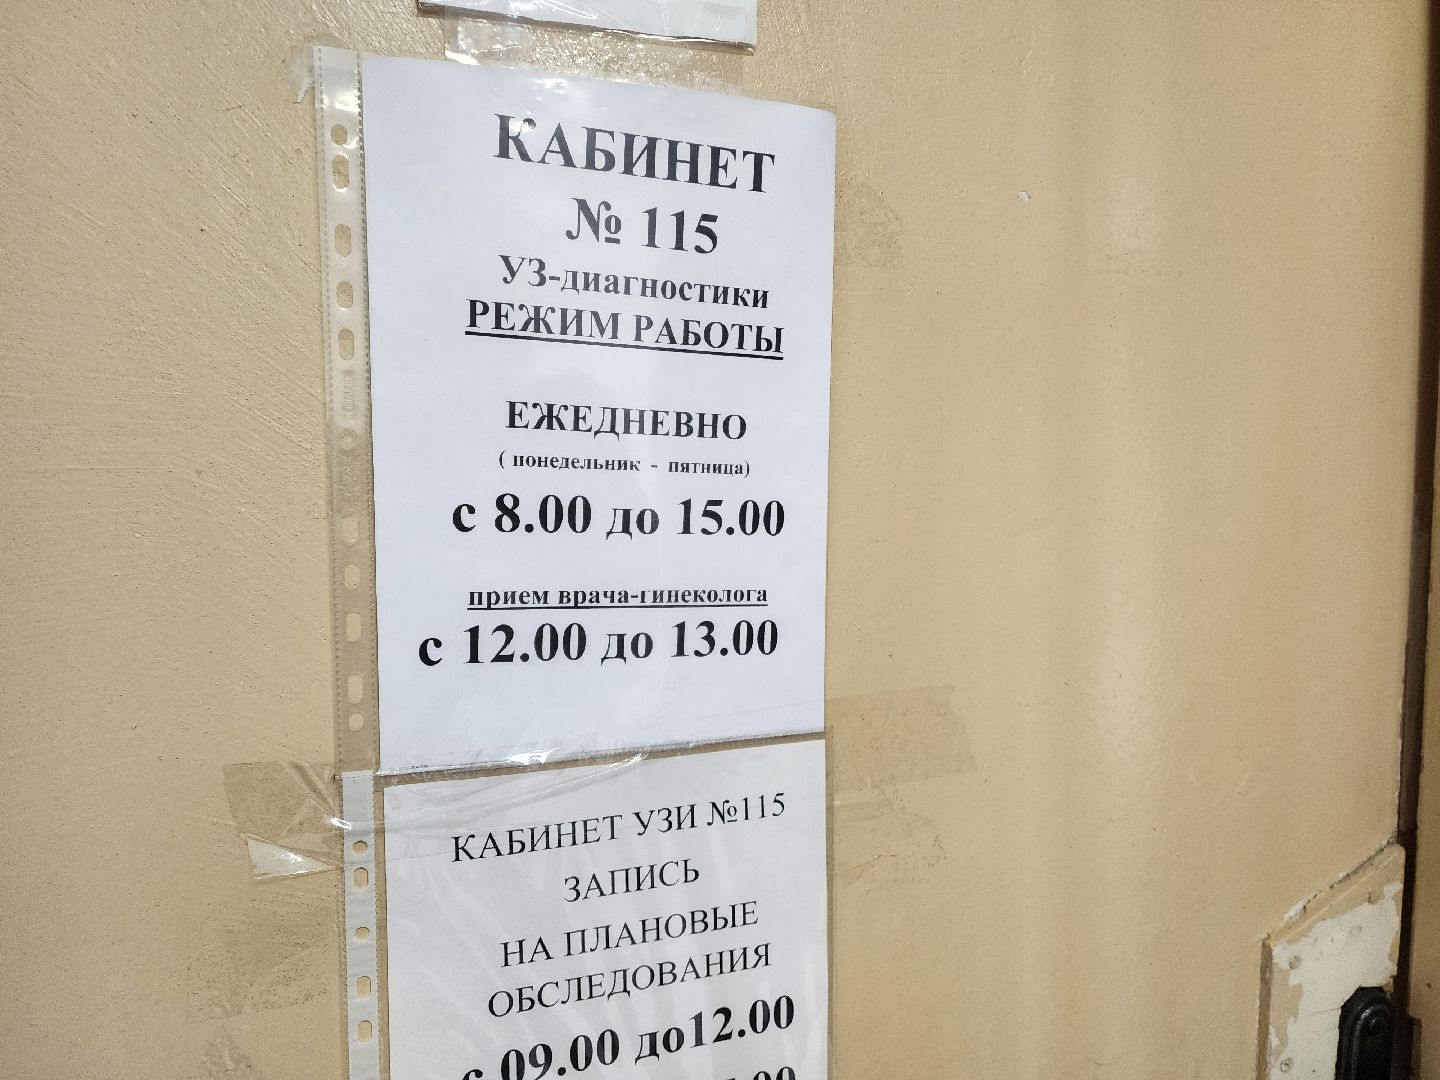 КАБИНЕТ
№ 115
УЗ-диагностики
РЕЖИМ РАБОТЫ
ЕЖЕДНЕВНО
( понедельник - пятница)
с 8.00 до 15.00
прием врача-гинеколога
с 12.00 до 13.00
КАБИНЕТ УЗИ №115
ЗАПИСЬ
НА ПЛАНОВЫЕ
ОБСЛЕДОВАНИЯ
с 09.00 до12.00